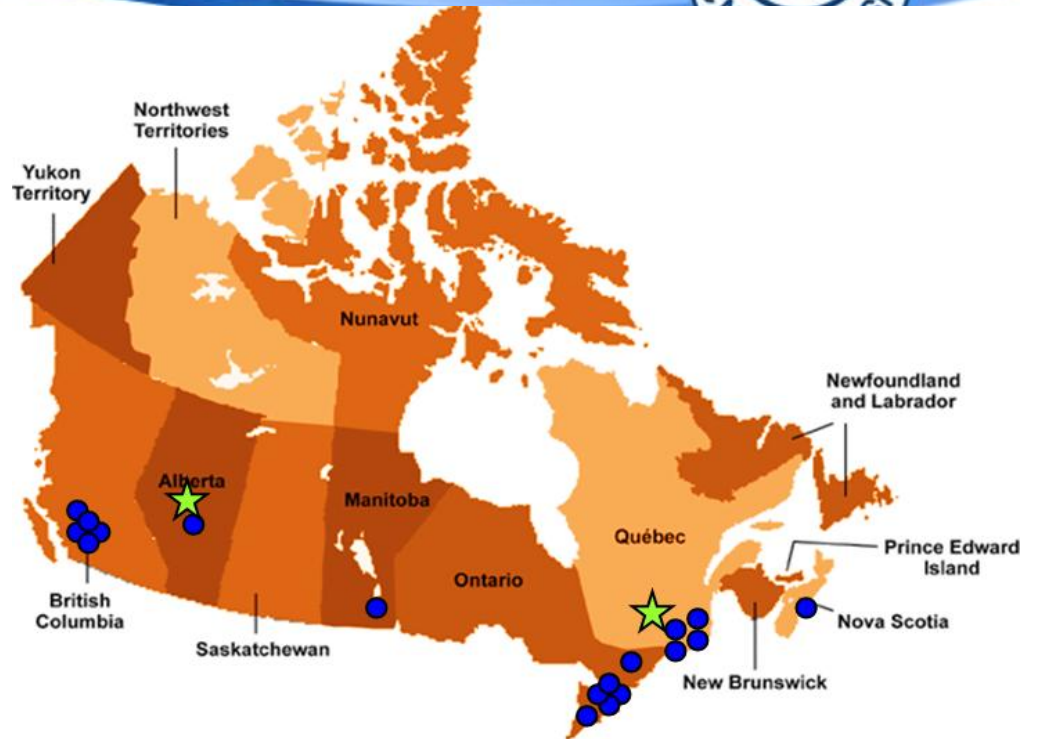 Northwest
Territories
Yukon
Territory
Nunavut
Newfoundland
and Labrador
Alberta
Manitoba
Québec
Prince Edward
Island
Ontario
British
Columbia
Nova Scotia
Saskatchewan
New Brunswick